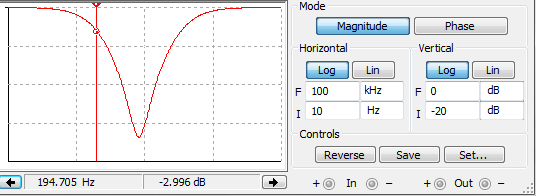 Mode
Magnitude Phase
Horizontal Vertical
Log Lin Log Lin
F 100 kHz F 0 dB
I 10 Hz I -20 dB
Controls
Reverse Save Set...
194.705 Hz -2.996 dB + In - + Out -